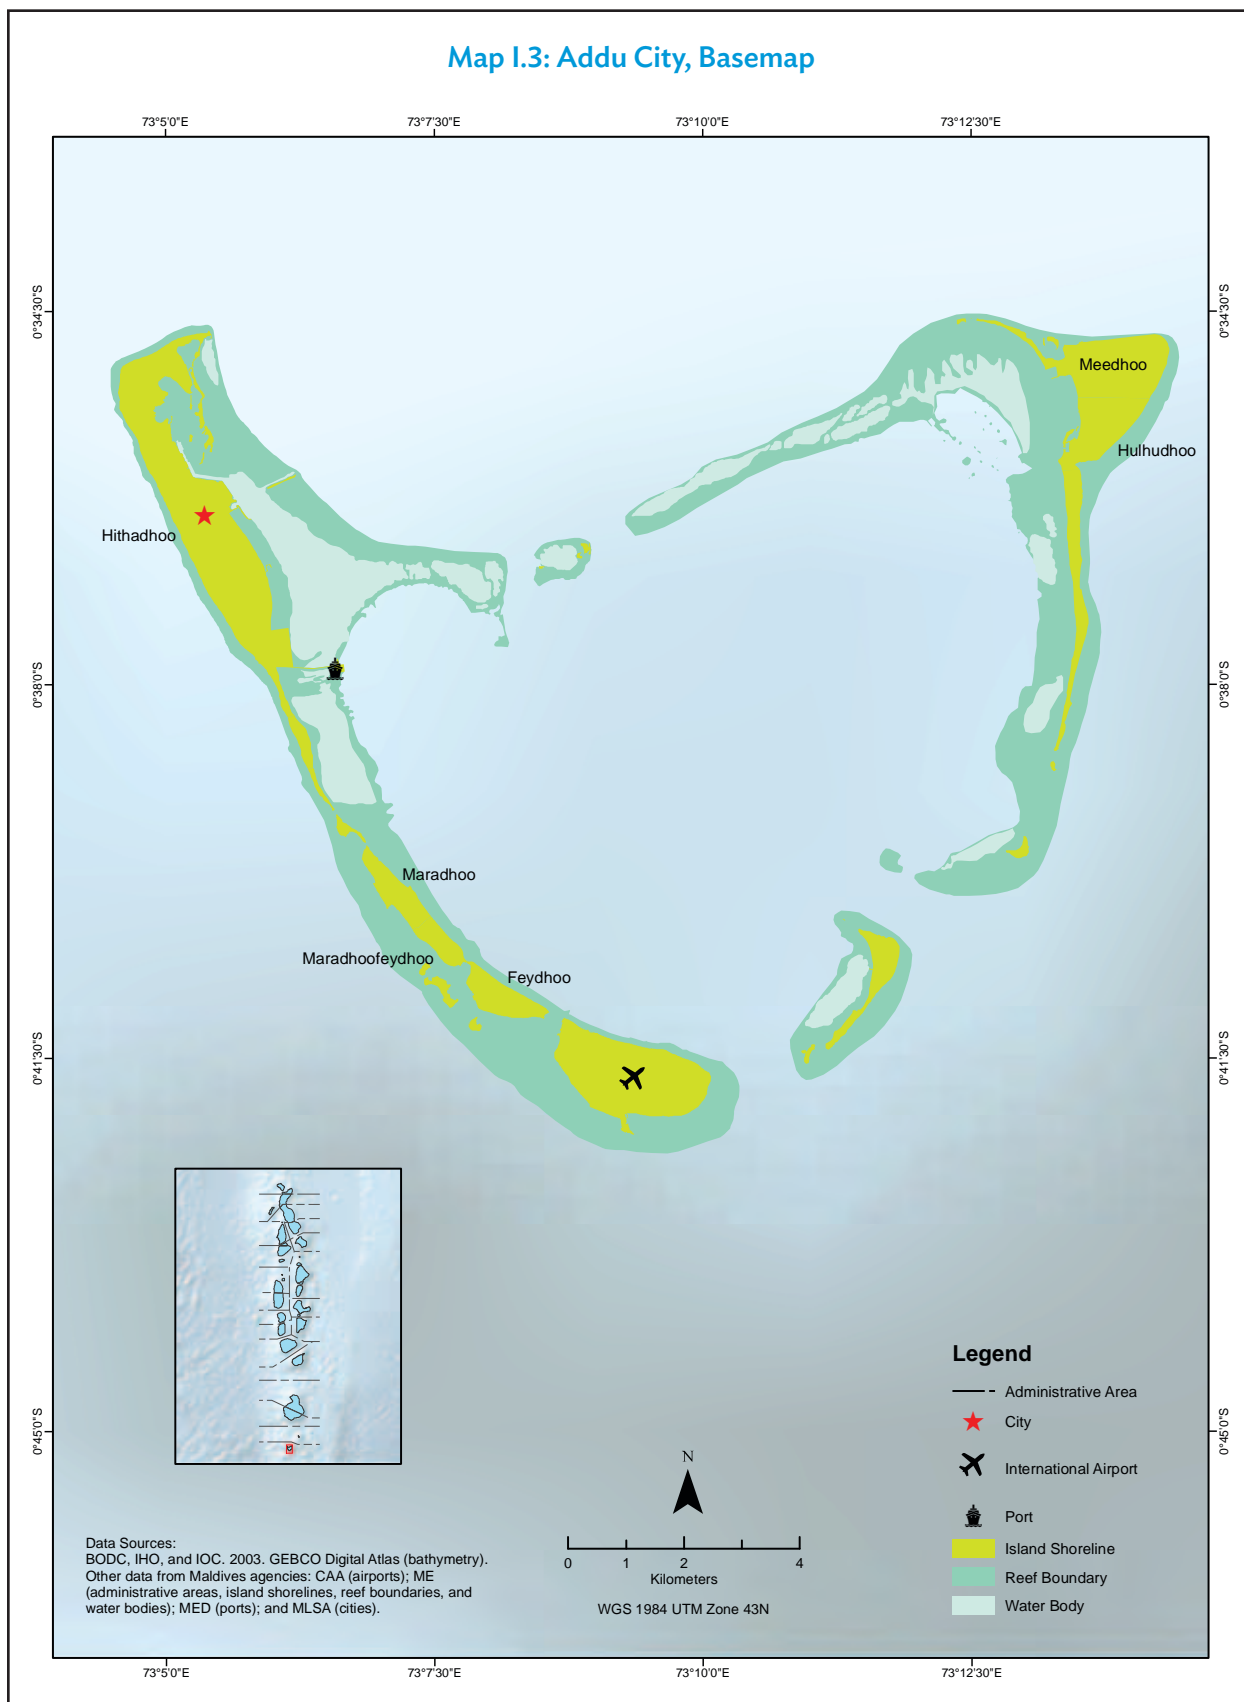 Map I.3: Addu City, Basemap
73°5'0"E
73°7'30"E
73°10'0"E
73°12'30"E
0°34'30"S
0°34'30"S
Meedhoo
Hulhudhoo
Hithadhoo
0°38'0"S
0°38'0"S
Maradhoo
Maradhoofeydhoo
Feydhoo
0°41'30"S
0°41'30"S
Legend
Administrative Area
City
International Airport
Port
Island Shoreline
Reef Boundary
Water Body
0°45'0"S
0°45'0"S
N
0 1 2 4
Kilometers
WGS 1984 UTM Zone 43N
Data Sources:
BODC, IHO, and IOC. 2003. GEBCO Digital Atlas (bathymetry).
Other data from Maldives agencies: CAA (airports); ME
(administrative areas, island shorelines, reef boundaries, and
water bodies); MED (ports); and MLSA (cities).
73°5'0"E
73°7'30"E
73°10'0"E
73°12'30"E